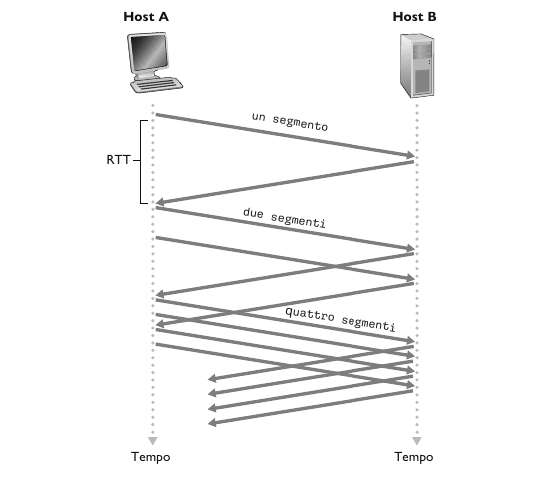 Host A
Host B
un segmento
RTT
due segmenti
quattro segmenti
Tempo
Tempo